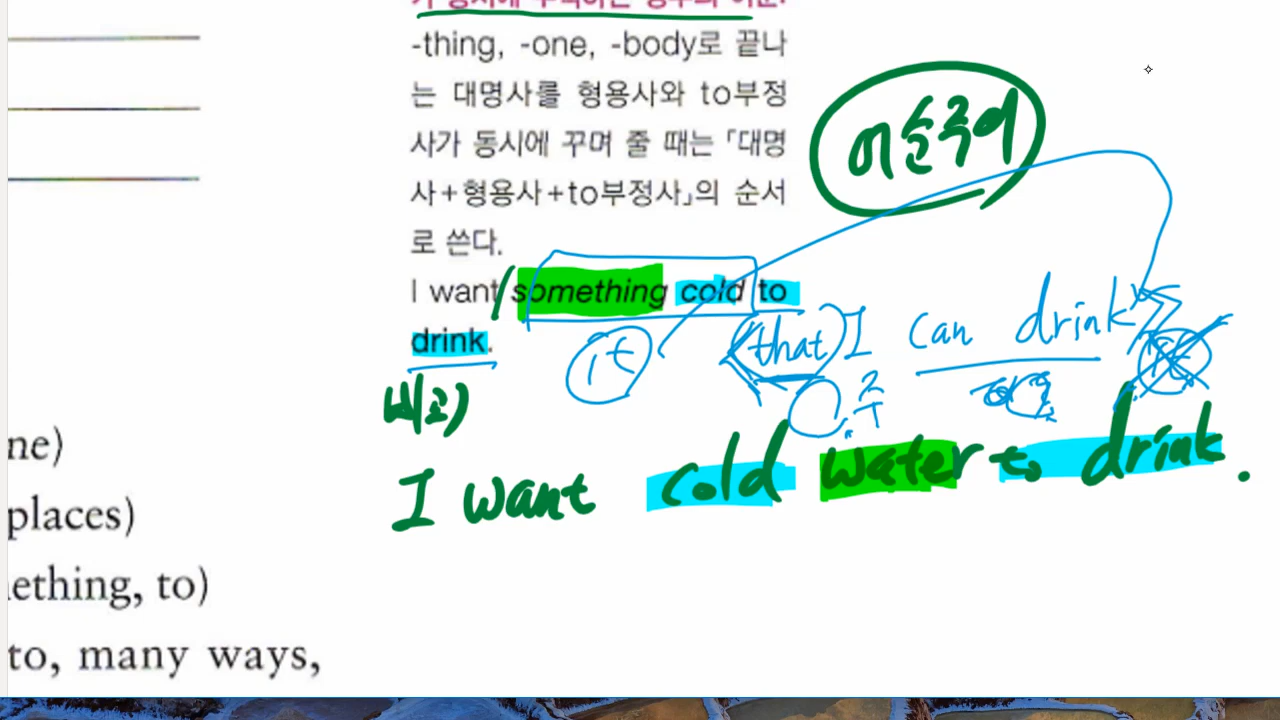 -thing, -one, -body로 끝나
는 대명사를 형용사와 to부정
사가 동시에 꾸며 줄 때는 「대명
사+형용사+to부정사」의 순서
로 쓴다.
어순주의
I want something cold to
drink.
it (that) I can drink it
비교)
I want cold water to drink.
ne)
places)
ething, to)
to, many ways,